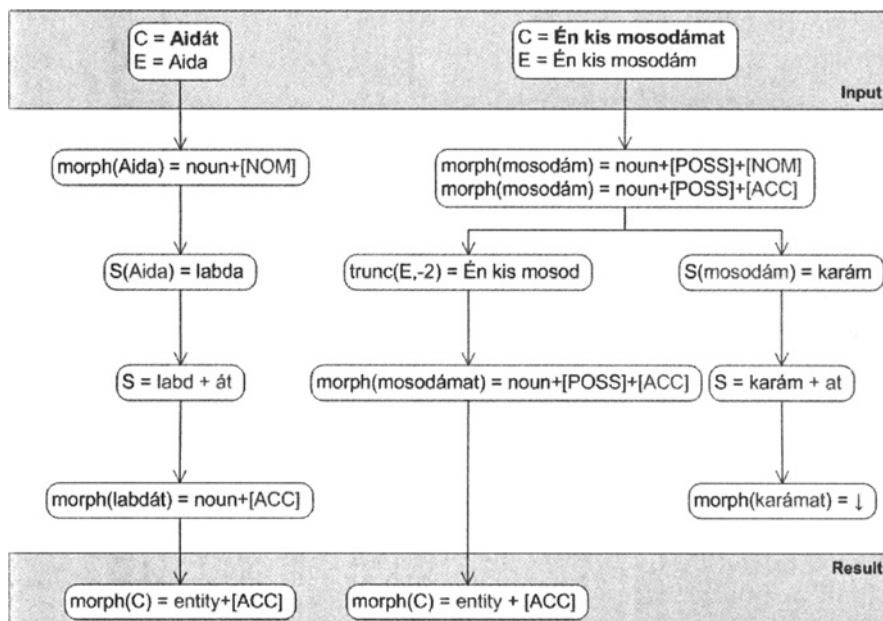 C = Aidát
E = Aida
C = Én kis mosodámat
E = Én kis mosodám
Input
morph(Aida) = noun+[NOM]
morph(mosodám) = noun+[POSS]+[NOM]
morph(mosodám) = noun+[POSS]+[ACC]
S(Aida) = labda
trunc(E,-2) = Én kis mosod
S(mosodám) = karám
S = labd + át
morph(mosodámat) = noun+[POSS]+[ACC]
S = karám + at
morph(labdát) = noun+[ACC]
morph(karámat) = ↓
Result
morph(C) = entity+[ACC]
morph(C) = entity + [ACC]